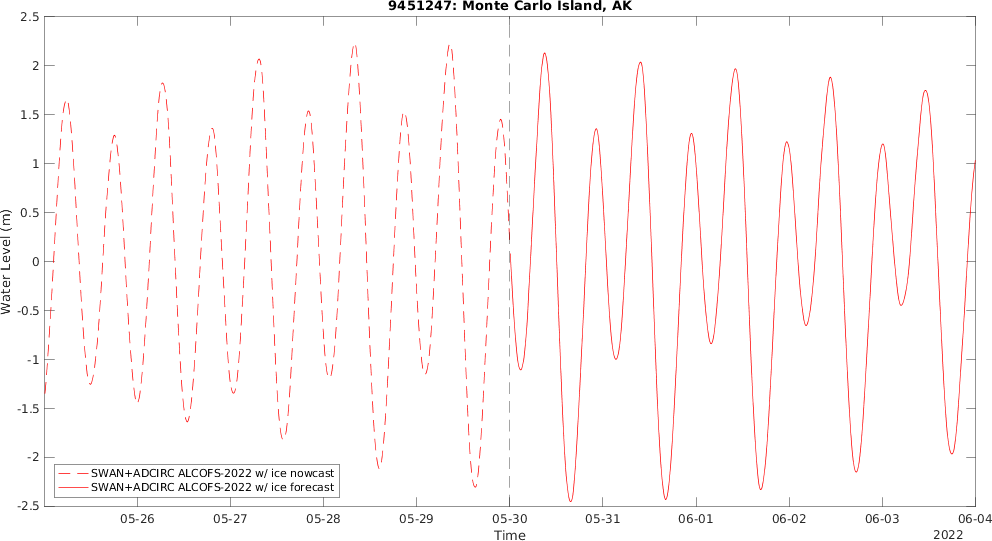 9451247: Monte Carlo Island, AK
2.5
2
1.5
1
0.5
0
-0.5
-1
-1.5
-2
-2.5
Water Level (m)
SWAN+ADCIRC ALCOFS-2022 w/ ice nowcast
SWAN+ADCIRC ALCOFS-2022 w/ ice forecast
05-26 05-27 05-28 05-29 05-30 05-31 06-01 06-02 06-03 06-04
Time
2022